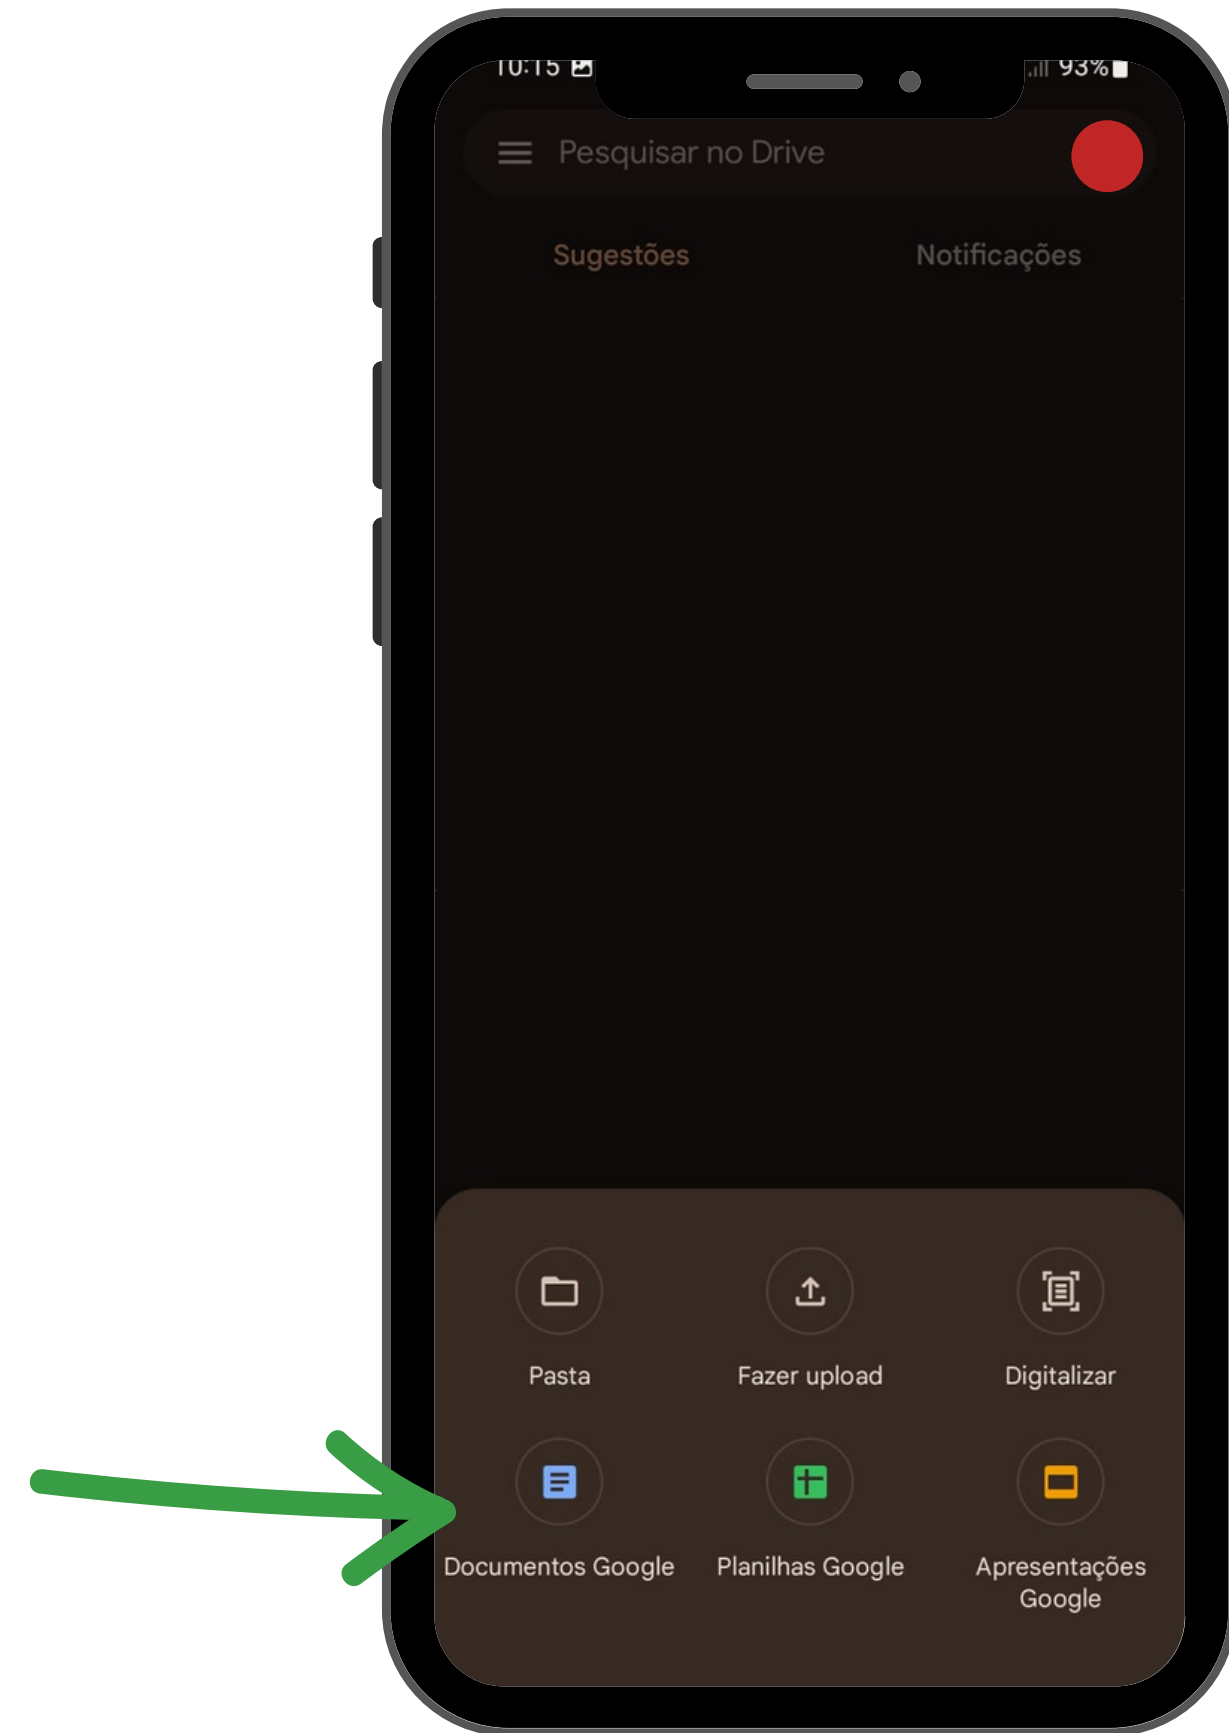 10:15 93%
Pesquisar no Drive
Sugestões Notificações
Pasta Fazer upload Digitalizar
Documentos Google Planilhas Google Apresentações
Google